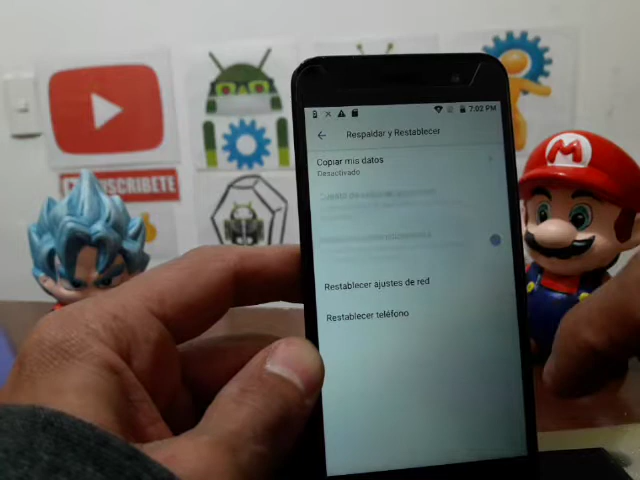 7:02 PM
Respaldar y Restablecer
Copiar mis datos
Desactivado
Restablecer ajustes de red
Restablecer teléfono
SUSCRIBETE
M